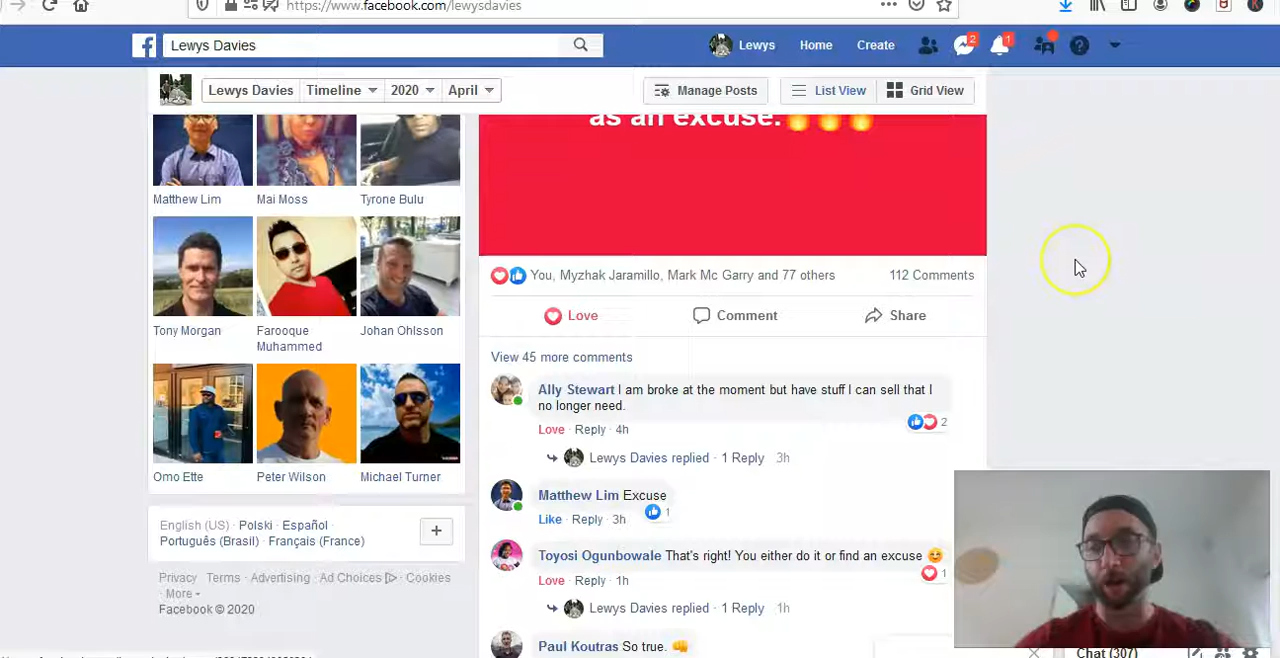 https://www.facebook.com/lewysdavies
Lewys Davies
Lewys Home Create 2 1
Lewys Davies Timeline 2020 April Manage Posts List View Grid View
as an excuse.🔥🔥🔥
Matthew Lim Mai Moss Tyrone Bulu
You, Myzhak Jaramillo, Mark Mc Garry and 77 others 112 Comments
Love Comment Share
Tony Morgan Farooque Muhammed Johan Ohlsson
View 45 more comments
Ally Stewart I am broke at the moment but have stuff I can sell that I
no longer need.
2
Love · Reply · 4h
Lewys Davies replied · 1 Reply 3h
Omo Ette Peter Wilson Michael Turner
Matthew Lim Excuse
1
Like · Reply · 3h
English (US) · Polski · Español ·
Português (Brasil) · Français (France)
+
Toyosi Ogunbowale That's right! You either do it or find an excuse 😊
1
Love · Reply · 1h
Privacy · Terms · Advertising · Ad Choices · Cookies
· More
Facebook © 2020
Lewys Davies replied · 1 Reply 1h
Paul Koutras So true. 👊
Chat (307)